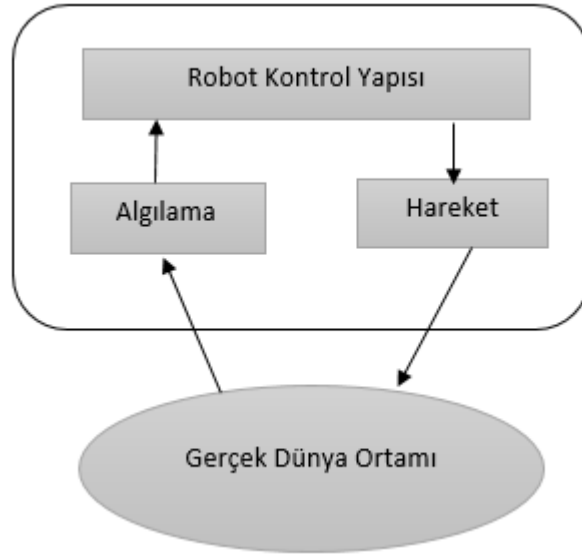 Robot Kontrol Yapısı
Algılama
Hareket
Gerçek Dünya Ortamı